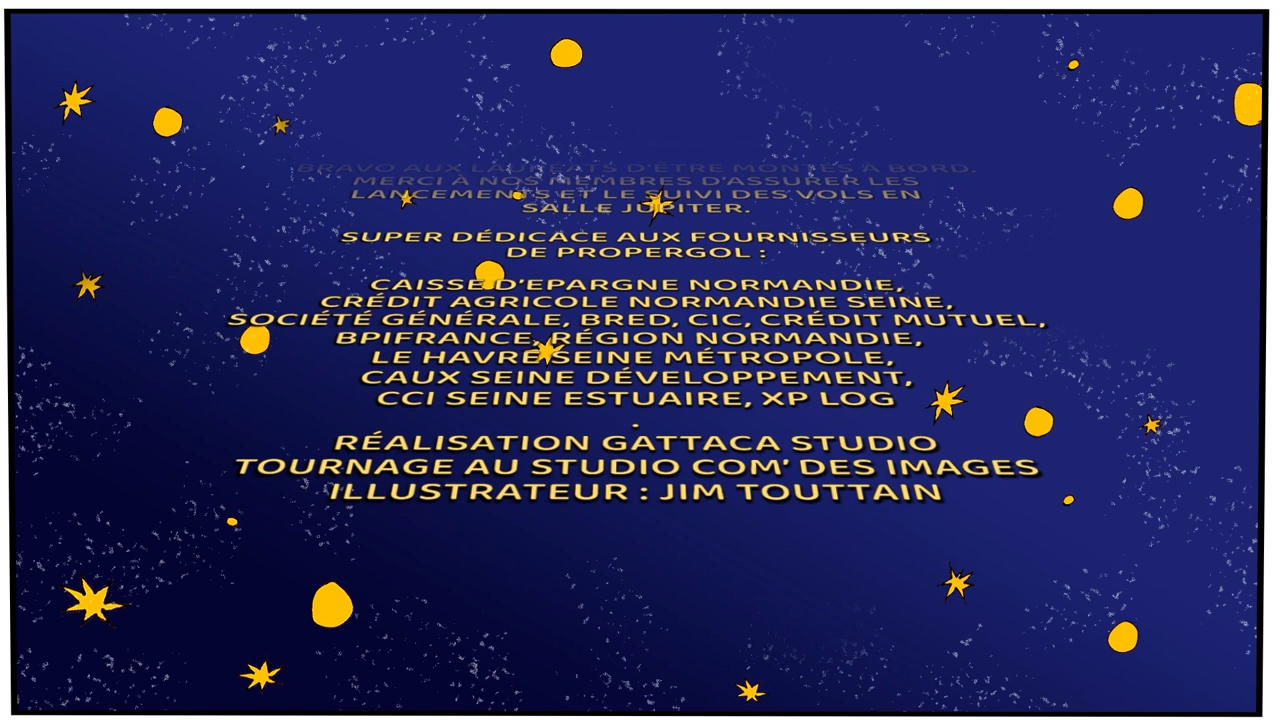 BRAVO AUX LAURÉATS D'ÊTRE MONTÉS À BORD.
MERCI À NOS MEMBRES D'ASSURER LES
LANCEMENTS ET LE SUIVI DES VOLS EN
SALLE JUPITER.
SUPER DÉDICACE AUX FOURNISSEURS
DE PROPERGOL :
CAISSE D'EPARGNE NORMANDIE,
CRÉDIT AGRICOLE NORMANDIE SEINE,
SOCIÉTÉ GÉNÉRALE, BRED, CIC, CRÉDIT MUTUEL,
BPIFRANCE, RÉGION NORMANDIE,
LE HAVRE SEINE MÉTROPOLE,
CAUX SEINE DÉVELOPPEMENT,
CCI SEINE ESTUAIRE, XP LOG
.
RÉALISATION GATTACA STUDIO
TOURNAGE AU STUDIO COM' DES IMAGES
ILLUSTRATEUR : JIM TOUTTAIN